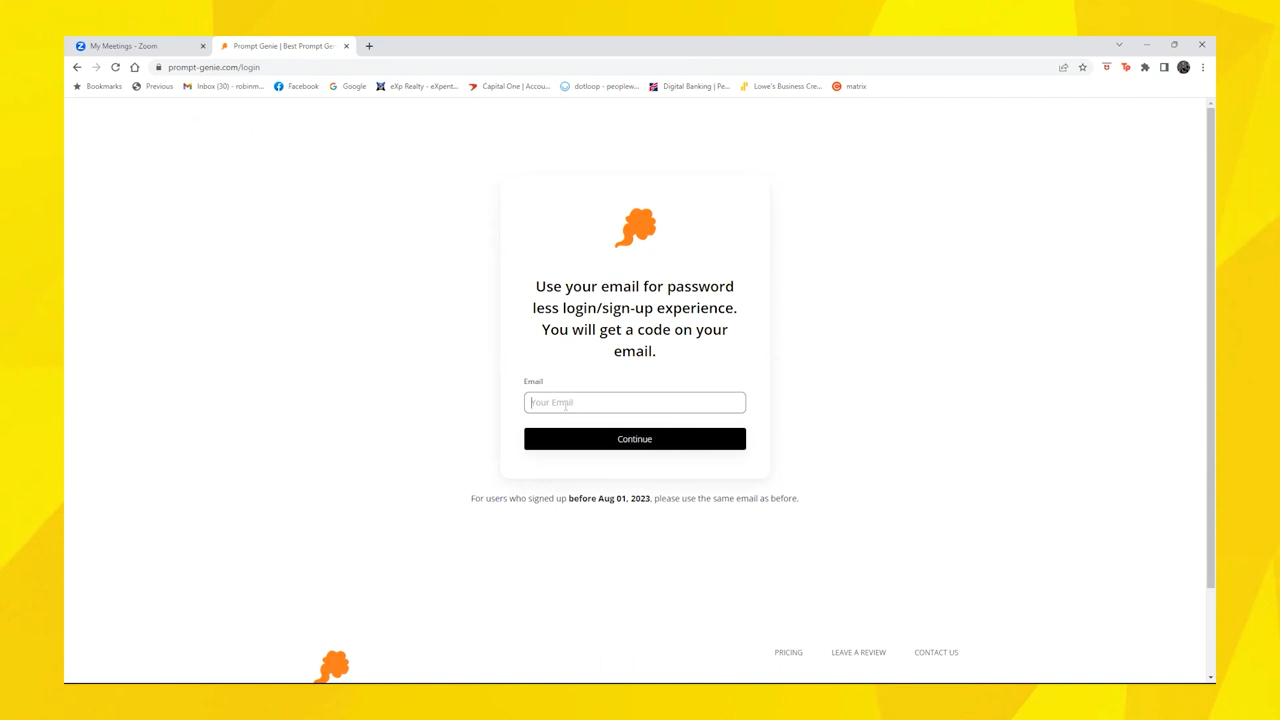 My Meetings - Zoom
Prompt Genie | Best Prompt Ge
prompt-genie.com/login
Bookmarks
Previous
Inbox (30) - robinm...
Facebook
Google
eXp Realty - eXpent...
Capital One | Accou...
dotloop - peoplew...
Digital Banking | Pe...
Lowe's Business Cre...
matrix
Use your email for password
less login/sign-up experience.
You will get a code on your
email.
Email
Your Email
Continue
For users who signed up before Aug 01, 2023, please use the same email as before.
PRICING
LEAVE A REVIEW
CONTACT US